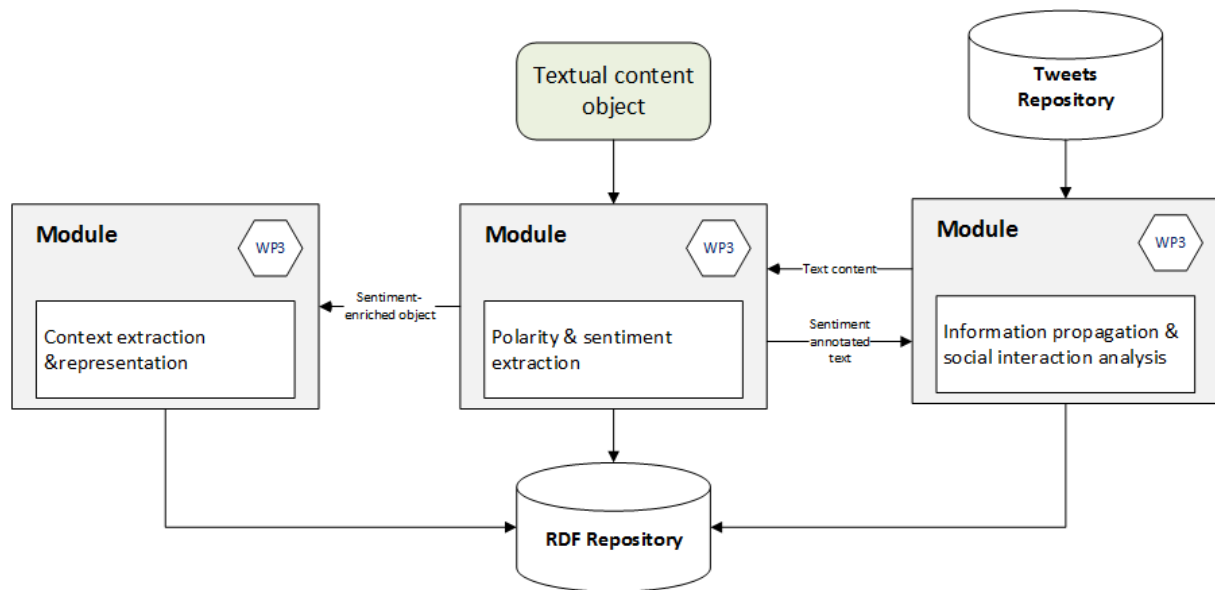 Textual content
object
Tweets
Repository
Module
WP3
Context extraction
&representation
Sentiment-
enriched object
Module
WP3
Polarity & sentiment
extraction
Text content
Sentiment
annotated
text
Module
WP3
Information propagation &
social interaction analysis
RDF Repository